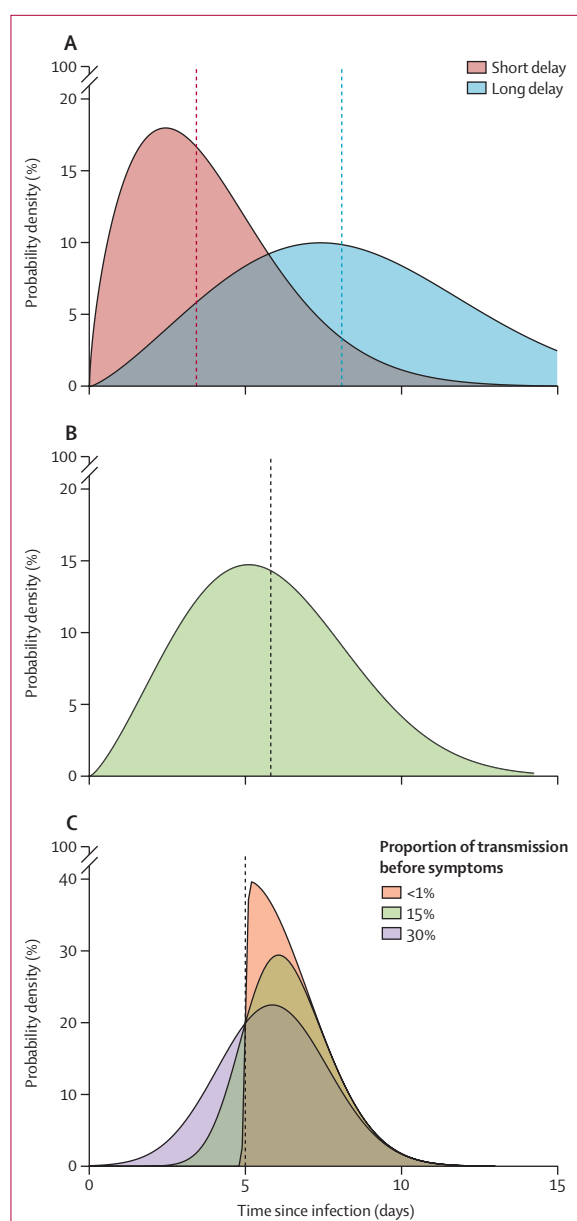 A
100
20
15
10
5
0
Probability density (%)
Short delay
Long delay
B
100
20
15
10
5
0
Probability density (%)
C
100
40
30
20
10
0
Probability density (%)
Proportion of transmission
before symptoms
<1%
15%
30%
0 5 10 15
Time since infection (days)